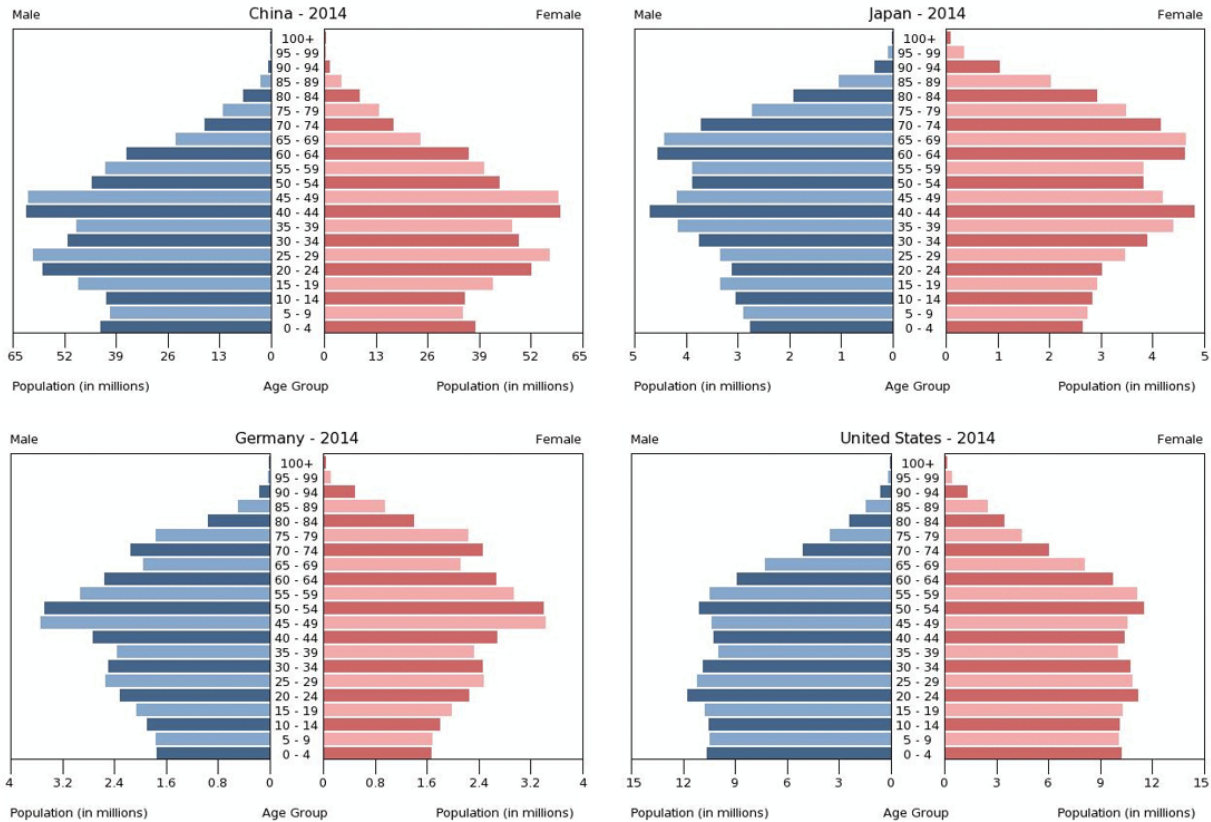 China - 2014
Male Female
100+
95 - 99
90 - 94
85 - 89
80 - 84
75 - 79
70 - 74
65 - 69
60 - 64
55 - 59
50 - 54
45 - 49
40 - 44
35 - 39
30 - 34
25 - 29
20 - 24
15 - 19
10 - 14
5 - 9
0 - 4
65 52 39 26 13 0 0 13 26 39 52 65
Population (in millions) Age Group Population (in millions)
Japan - 2014
Male Female
100+
95 - 99
90 - 94
85 - 89
80 - 84
75 - 79
70 - 74
65 - 69
60 - 64
55 - 59
50 - 54
45 - 49
40 - 44
35 - 39
30 - 34
25 - 29
20 - 24
15 - 19
10 - 14
5 - 9
0 - 4
5 4 3 2 1 0 0 1 2 3 4 5
Population (in millions) Age Group Population (in millions)
Germany - 2014
Male Female
100+
95 - 99
90 - 94
85 - 89
80 - 84
75 - 79
70 - 74
65 - 69
60 - 64
55 - 59
50 - 54
45 - 49
40 - 44
35 - 39
30 - 34
25 - 29
20 - 24
15 - 19
10 - 14
5 - 9
0 - 4
4 3.2 2.4 1.6 0.8 0 0 0.8 1.6 2.4 3.2 4
Population (in millions) Age Group Population (in millions)
United States - 2014
Male Female
100+
95 - 99
90 - 94
85 - 89
80 - 84
75 - 79
70 - 74
65 - 69
60 - 64
55 - 59
50 - 54
45 - 49
40 - 44
35 - 39
30 - 34
25 - 29
20 - 24
15 - 19
10 - 14
5 - 9
0 - 4
15 12 9 6 3 0 0 3 6 9 12 15
Population (in millions) Age Group Population (in millions)